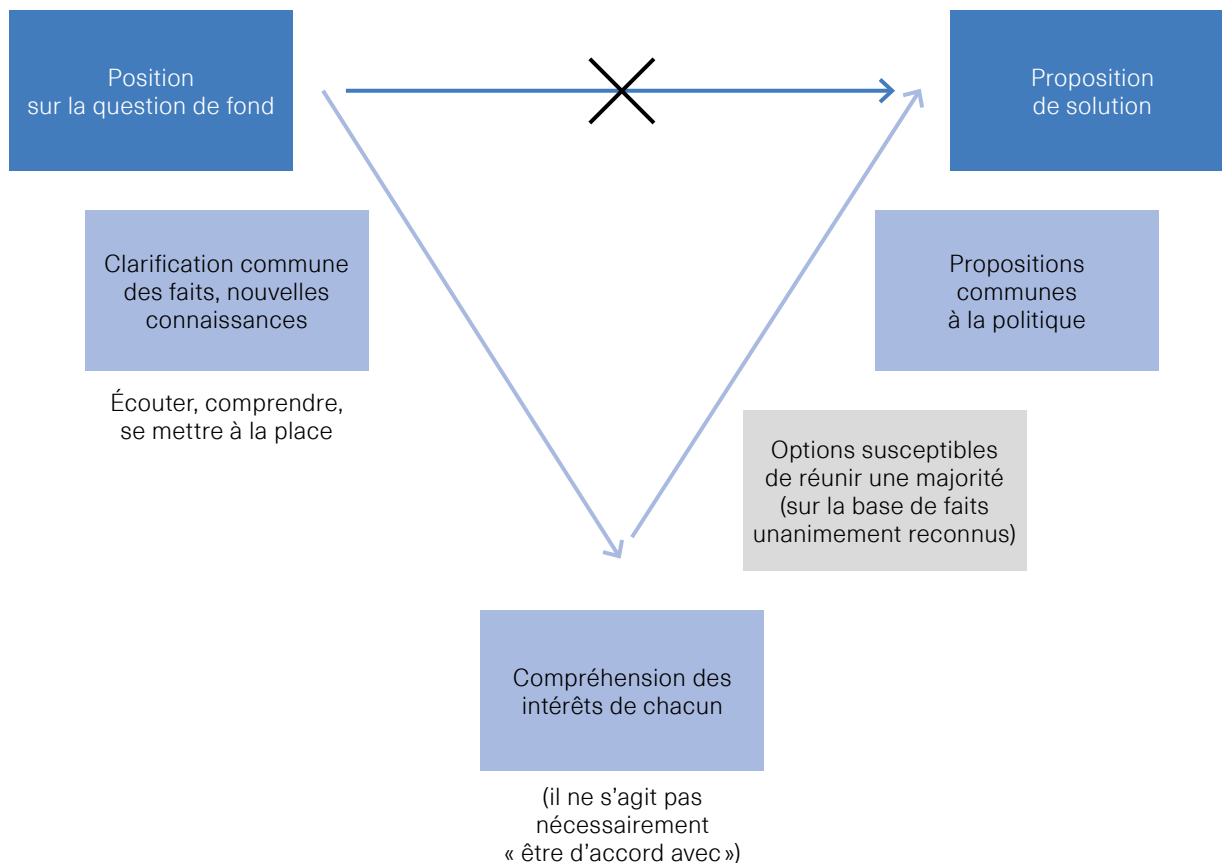 Position
sur la question de fond
Proposition
de solution
Clarification commune
des faits, nouvelles
connaissances
Propositions
communes
à la politique
Écouter, comprendre,
se mettre à la place
Options susceptibles
de réunir une majorité
(sur la base de faits
unanimement reconnus)
Compréhension des
intérêts de chacun
(il ne s’agit pas
nécessairement
« être d’accord avec »)